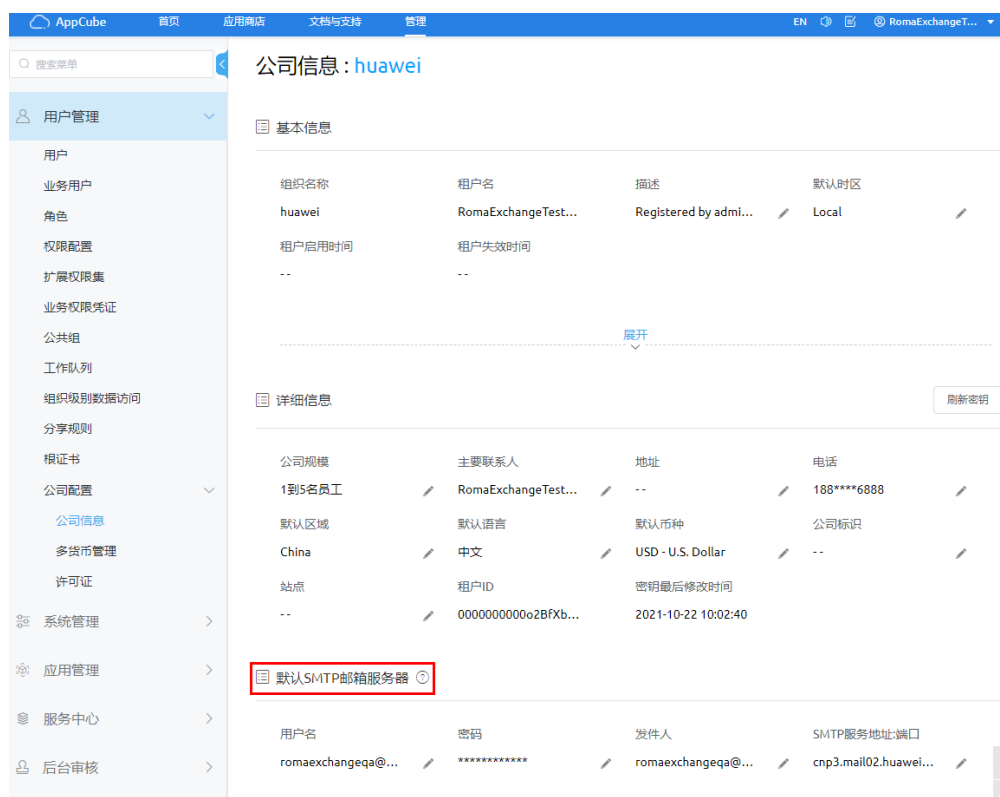 AppCube 首页 应用商店 文档与支持 管理 EN RomaExchangeT...
搜索菜单
用户管理
用户
业务用户
角色
权限配置
扩展权限集
业务权限凭证
公共组
工作队列
组织级别数据访问
分享规则
根证书
公司配置
公司信息
多货币管理
许可证
系统管理
应用管理
服务中心
后台审核
公司信息 : huawei
基本信息
组织名称 租户名 描述 默认时区
huawei RomaExchangeTest... Registered by admi... Local
租户启用时间 租户失效时间
-- --
展开
详细信息 刷新密钥
公司规模 主要联系人 地址 电话
1到5名员工 RomaExchangeTest... -- 188****6888
默认区域 默认语言 默认币种 公司标识
China 中文 USD - U.S. Dollar --
站点 租户ID 密钥最后修改时间
-- 0000000000o2BfXb... 2021-10-22 10:02:40
默认SMTP邮箱服务器 ?
用户名 密码 发件人 SMTP服务地址:端口
romaexchangeqa@... ************ romaexchangeqa@... cnp3.mail02.huawei...